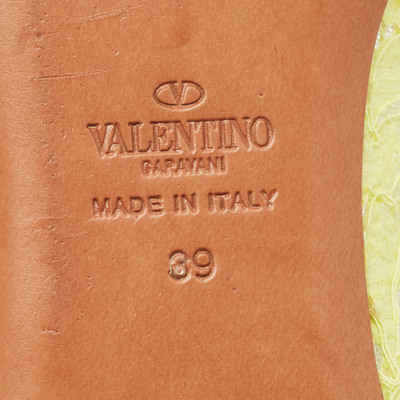 VALENTINO
GARAVANI
MADE IN ITALY
39